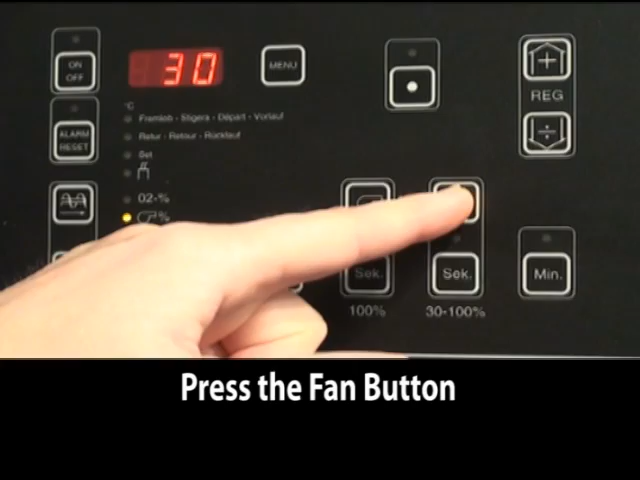 ON
OFF
30
MENU
REG
ALARM
RESET
°C
Fremløb - Stigera - Départ - Vorlauf
Retur - Retour - Rücklauf
Set
02-%
%
Sek.
Sek.
Min.
100%
30-100%
Press the Fan Button